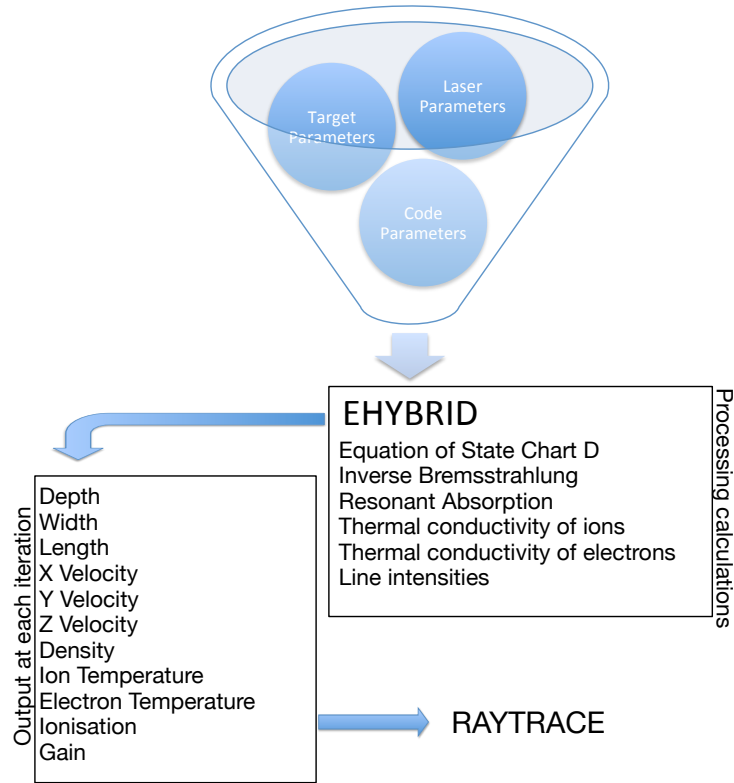 Laser
Parameters
Target
Parameters
Code
Parameters
EHYBRID
Equation of State Chart D
Inverse Bremsstrahlung
Resonant Absorption
Thermal conductivity of ions
Thermal conductivity of electrons
Line intensities
Processing calculations
Output at each iteration
Depth
Width
Length
X Velocity
Y Velocity
Z Velocity
Density
Ion Temperature
Electron Temperature
Ionisation
Gain
RAYTRACE